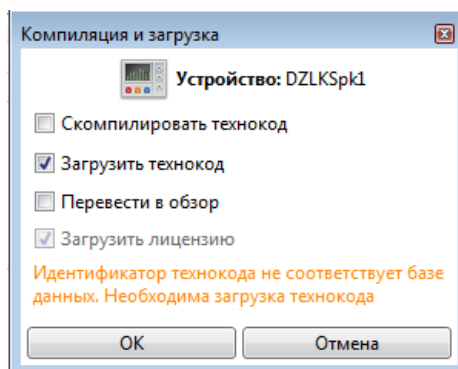 Компиляция и загрузка
Устройство: DZLKSpk1
Скомпилировать технокод
Загрузить технокод
Перевести в обзор
Загрузить лицензию
Идентификатор технокода не соответствует базе
данных. Необходима загрузка технокода
ОК
Отмена